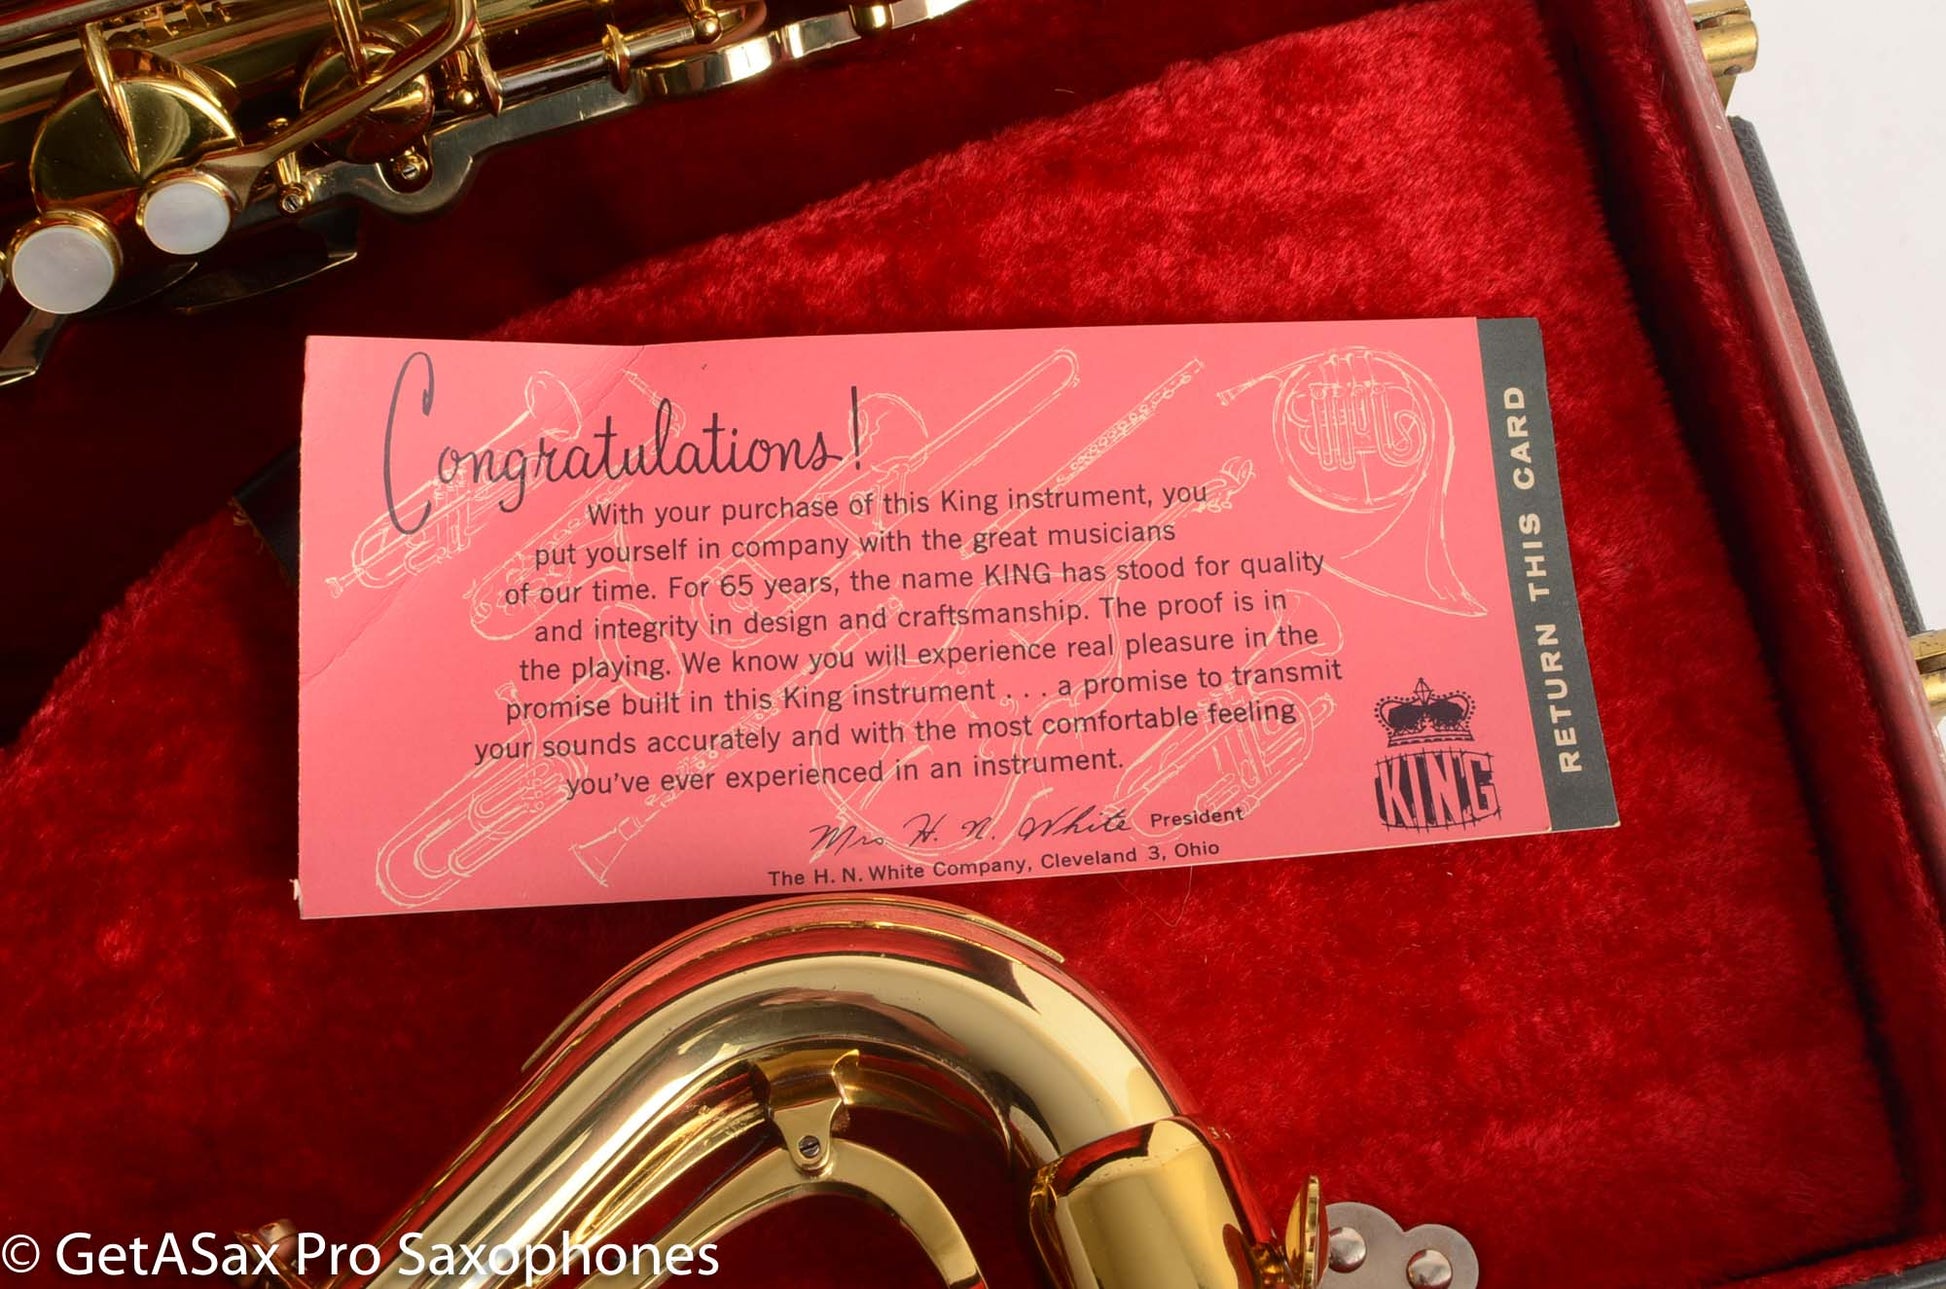 Congratulations!
With your purchase of this King instrument, you
put yourself in company with the great musicians
of our time. For 65 years, the name KING has stood for quality
and integrity in design and craftsmanship. The proof is in
the playing. We know you will experience real pleasure in the
promise built in this King instrument . . . a promise to transmit
your sounds accurately and with the most comfortable feeling
you've ever experienced in an instrument.
Mrs H. N. White President
The H. N. White Company, Cleveland 3, Ohio
KING
RETURN THIS CARD
© GetASax Pro Saxophones